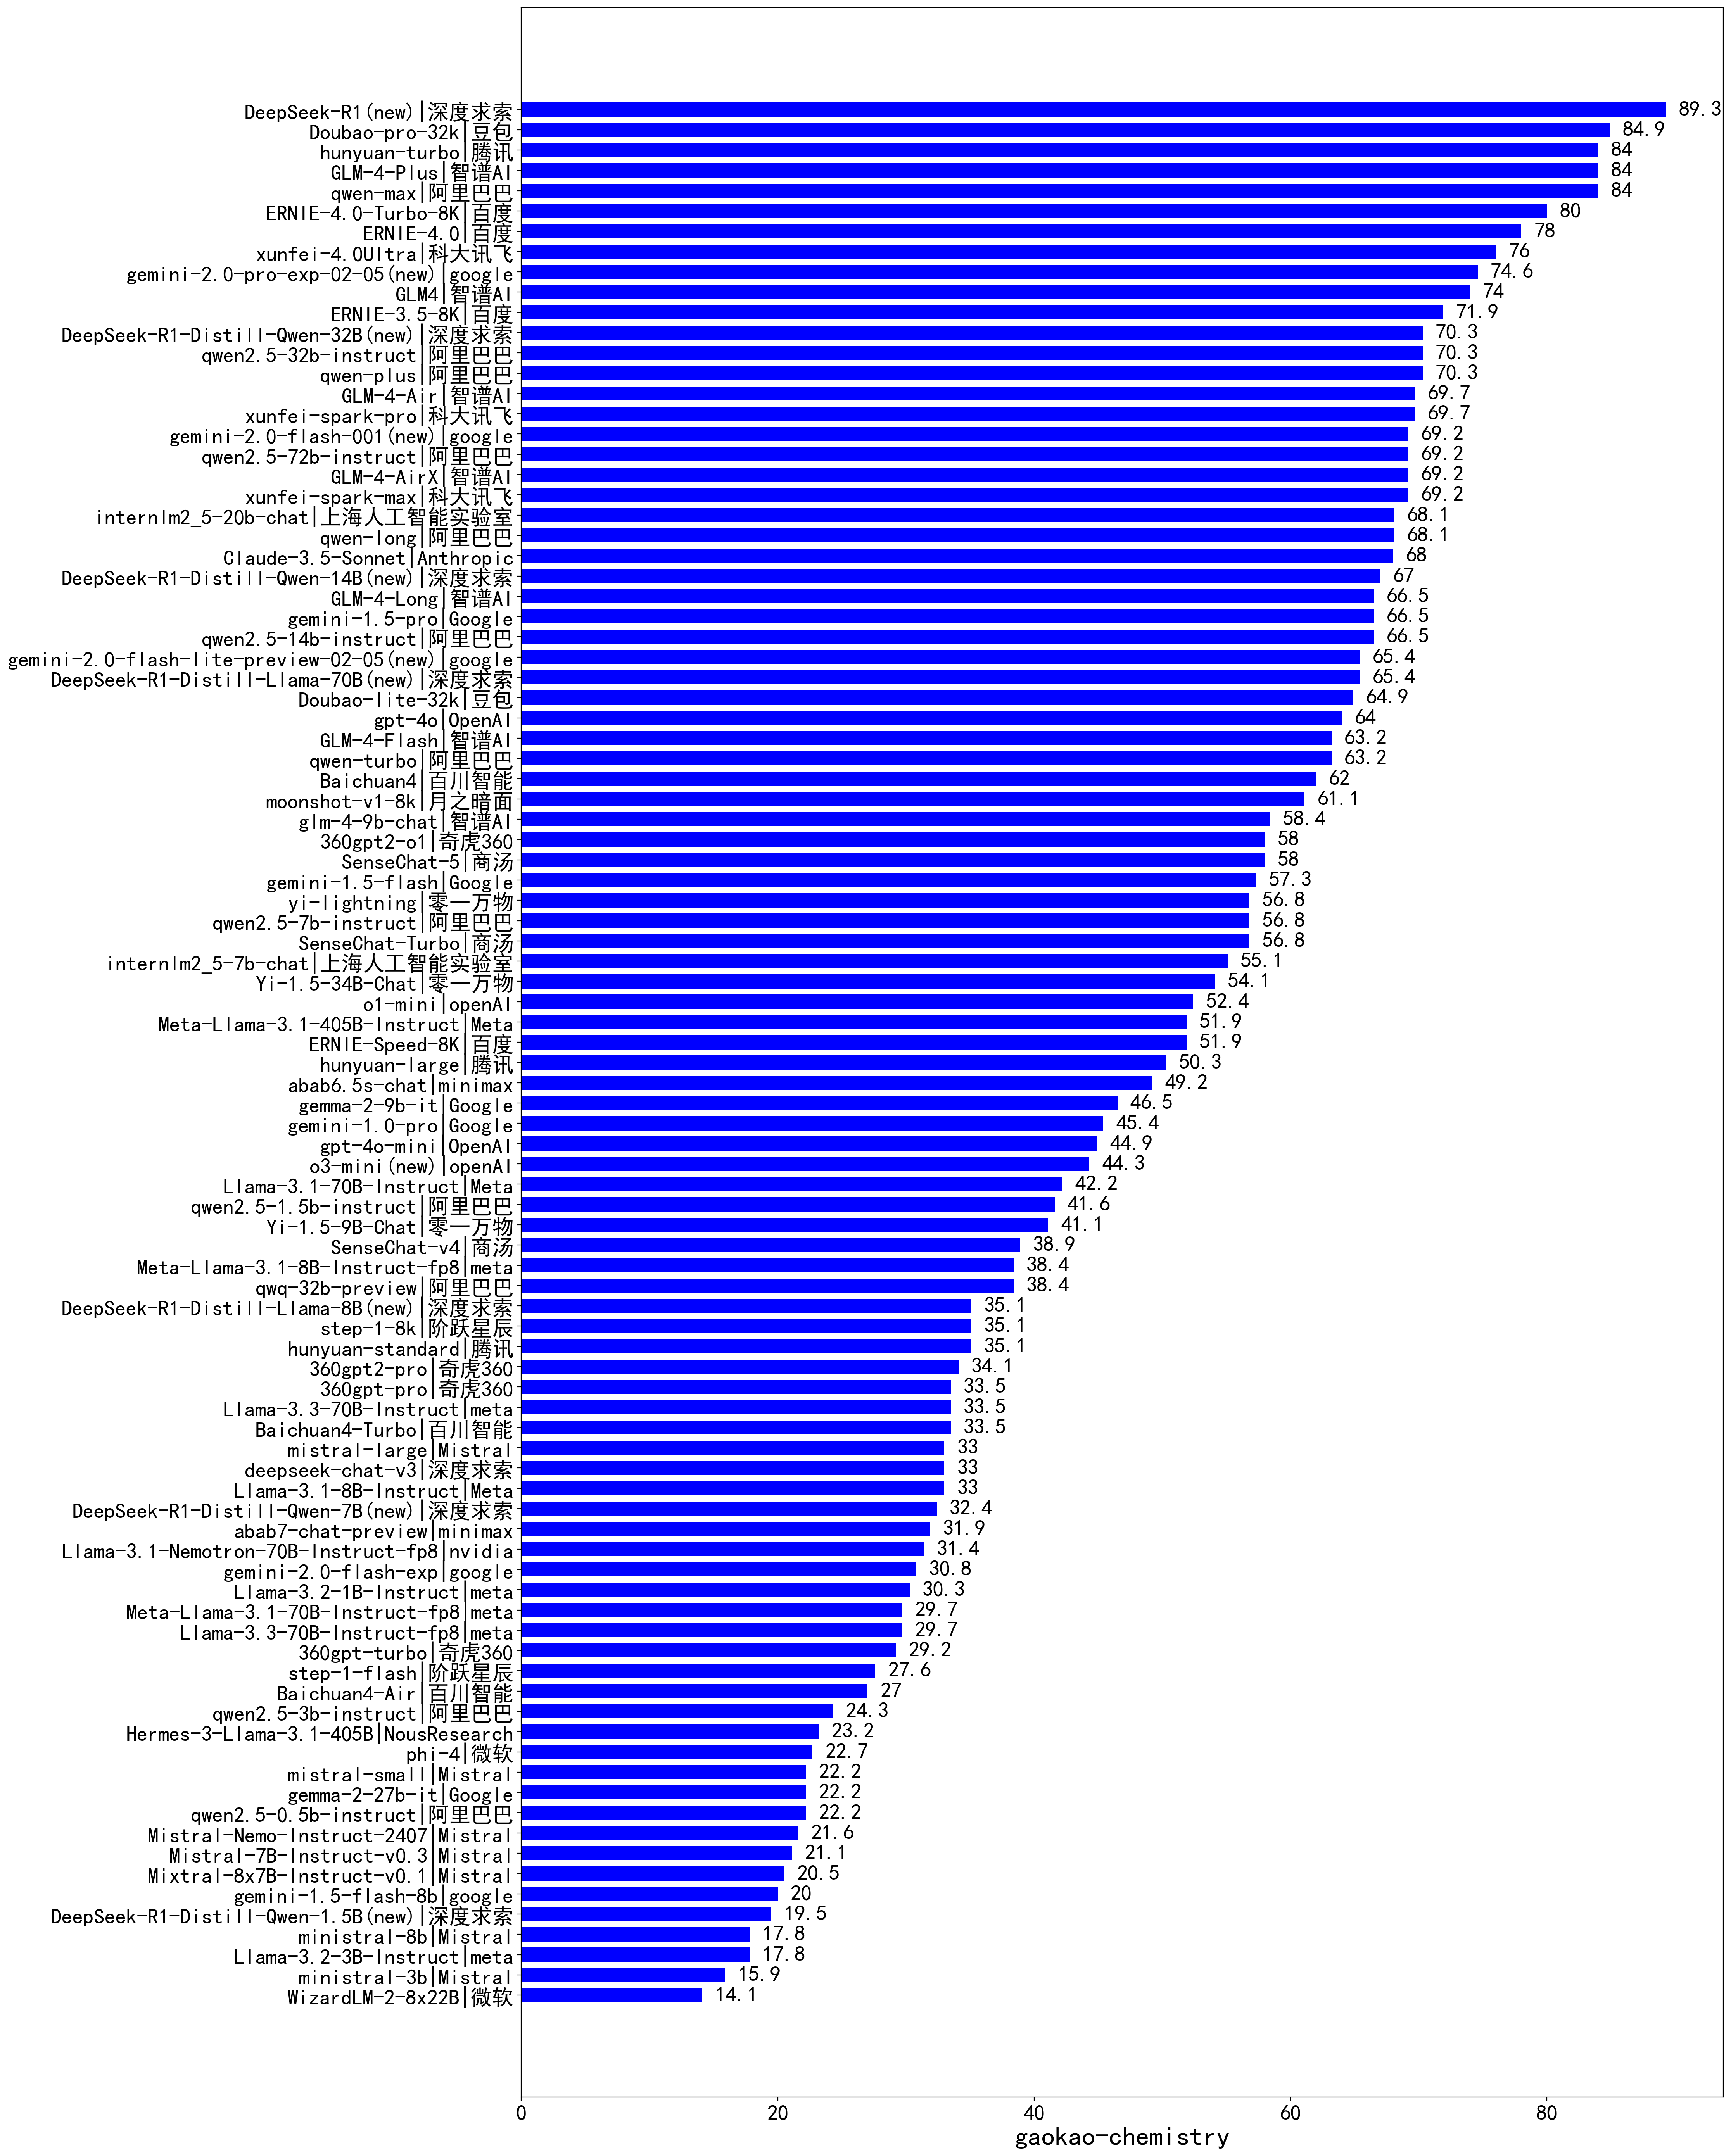 DeepSeek-R1(new)|深度求索 89.3
Doubao-pro-32k|豆包 84.9
hunyuan-turbo|腾讯 84
GLM-4-Plus|智谱AI 84
qwen-max|阿里巴巴 84
ERNIE-4.0-Turbo-8K|百度 80
ERNIE-4.0|百度 78
xunfei-4.0Ultra|科大讯飞 76
gemini-2.0-pro-exp-02-05(new)|google 74.6
GLM4|智谱AI 74
ERNIE-3.5-8K|百度 71.9
DeepSeek-R1-Distill-Qwen-32B(new)|深度求索 70.3
qwen2.5-32b-instruct|阿里巴巴 70.3
qwen-plus|阿里巴巴 70.3
GLM-4-Air|智谱AI 69.7
xunfei-spark-pro|科大讯飞 69.7
gemini-2.0-flash-001(new)|google 69.2
qwen2.5-72b-instruct|阿里巴巴 69.2
GLM-4-AirX|智谱AI 69.2
xunfei-spark-max|科大讯飞 69.2
internlm2_5-20b-chat|上海人工智能实验室 68.1
qwen-long|阿里巴巴 68.1
Claude-3.5-Sonnet|Anthropic 68
DeepSeek-R1-Distill-Qwen-14B(new)|深度求索 67
GLM-4-Long|智谱AI 66.5
gemini-1.5-pro|Google 66.5
qwen2.5-14b-instruct|阿里巴巴 66.5
gemini-2.0-flash-lite-preview-02-05(new)|google 65.4
DeepSeek-R1-Distill-Llama-70B(new)|深度求索 65.4
Doubao-lite-32k|豆包 64.9
gpt-4o|OpenAI 64
GLM-4-Flash|智谱AI 63.2
qwen-turbo|阿里巴巴 63.2
Baichuan4|百川智能 62
moonshot-v1-8k|月之暗面 61.1
glm-4-9b-chat|智谱AI 58.4
360gpt2-o1|奇虎360 58
SenseChat-5|商汤 58
gemini-1.5-flash|Google 57.3
yi-lightning|零一万物 56.8
qwen2.5-7b-instruct|阿里巴巴 56.8
SenseChat-Turbo|商汤 56.8
internlm2_5-7b-chat|上海人工智能实验室 55.1
Yi-1.5-34B-Chat|零一万物 54.1
o1-mini|openAI 52.4
Meta-Llama-3.1-405B-Instruct|Meta 51.9
ERNIE-Speed-8K|百度 51.9
hunyuan-large|腾讯 50.3
abab6.5s-chat|minimax 49.2
gemma-2-9b-it|Google 46.5
gemini-1.0-pro|Google 45.4
gpt-4o-mini|OpenAI 44.9
o3-mini(new)|openAI 44.3
Llama-3.1-70B-Instruct|Meta 42.2
qwen2.5-1.5b-instruct|阿里巴巴 41.6
Yi-1.5-9B-Chat|零一万物 41.1
SenseChat-v4|商汤 38.9
Meta-Llama-3.1-8B-Instruct-fp8|meta 38.4
qwq-32b-preview|阿里巴巴 38.4
DeepSeek-R1-Distill-Llama-8B(new)|深度求索 35.1
step-1-8k|阶跃星辰 35.1
hunyuan-standard|腾讯 35.1
360gpt2-pro|奇虎360 34.1
360gpt-pro|奇虎360 33.5
Llama-3.3-70B-Instruct|meta 33.5
Baichuan4-Turbo|百川智能 33.5
mistral-large|Mistral 33
deepseek-chat-v3|深度求索 33
Llama-3.1-8B-Instruct|Meta 33
DeepSeek-R1-Distill-Qwen-7B(new)|深度求索 32.4
abab7-chat-preview|minimax 31.9
Llama-3.1-Nemotron-70B-Instruct-fp8|nvidia 31.4
gemini-2.0-flash-exp|google 30.8
Llama-3.2-1B-Instruct|meta 30.3
Meta-Llama-3.1-70B-Instruct-fp8|meta 29.7
Llama-3.3-70B-Instruct-fp8|meta 29.7
360gpt-turbo|奇虎360 29.2
step-1-flash|阶跃星辰 27.6
Baichuan4-Air|百川智能 27
qwen2.5-3b-instruct|阿里巴巴 24.3
Hermes-3-Llama-3.1-405B|NousResearch 23.2
phi-4|微软 22.7
mistral-small|Mistral 22.2
gemma-2-27b-it|Google 22.2
qwen2.5-0.5b-instruct|阿里巴巴 22.2
Mistral-Nemo-Instruct-2407|Mistral 21.6
Mistral-7B-Instruct-v0.3|Mistral 21.1
Mixtral-8x7B-Instruct-v0.1|Mistral 20.5
gemini-1.5-flash-8b|google 20
DeepSeek-R1-Distill-Qwen-1.5B(new)|深度求索 19.5
ministral-8b|Mistral 17.8
Llama-3.2-3B-Instruct|meta 17.8
ministral-3b|Mistral 15.9
WizardLM-2-8x22B|微软 14.1
0 20 40 60 80
gaokao-chemistry